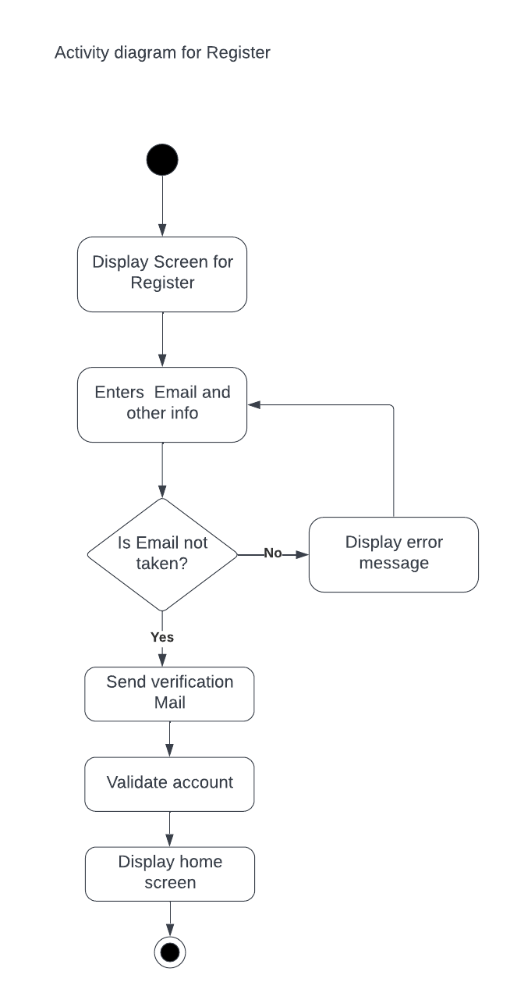 Activity diagram for Register
Display Screen for
Register
Enters  Email and
other info
Is Email not
taken?
No
Display error
message
Yes
Send verification
Mail
Validate account
Display home
screen